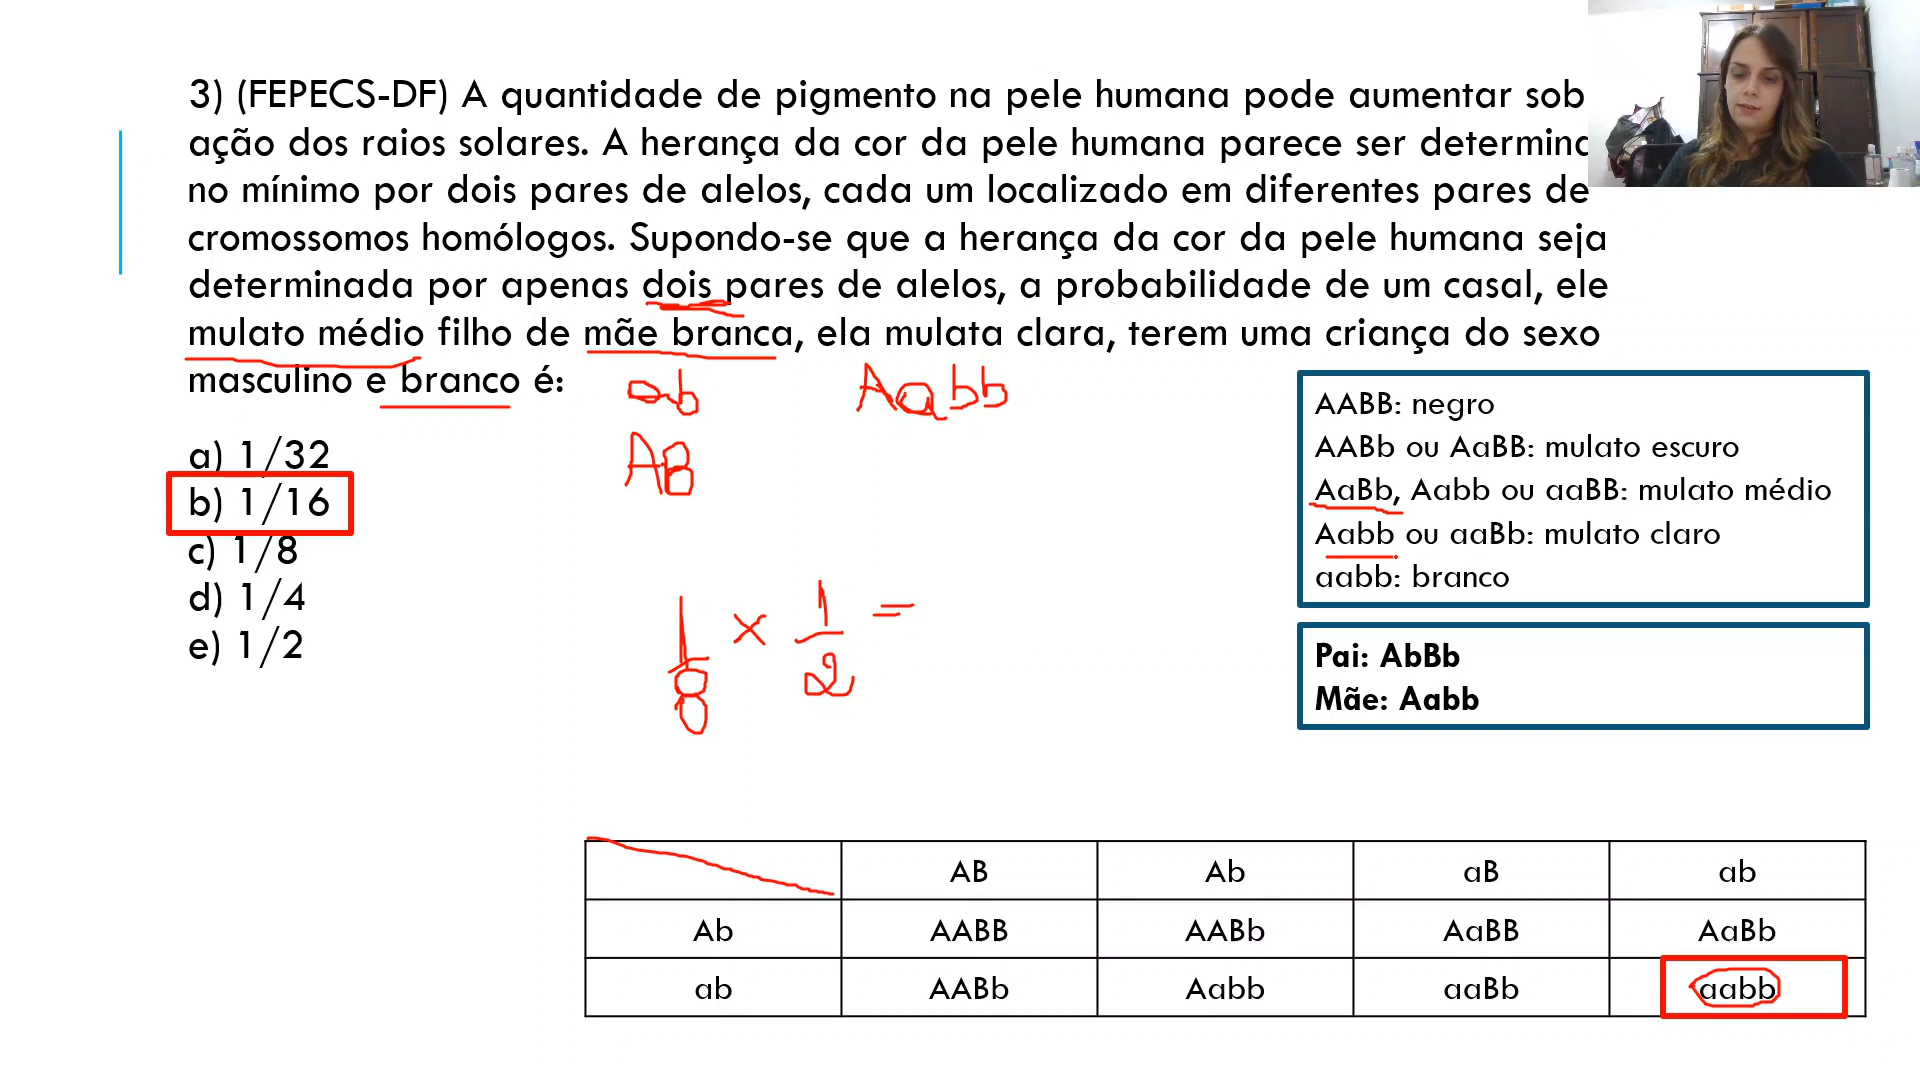 3) (FEPECS-DF) A quantidade de pigmento na pele humana pode aumentar sob
ação dos raios solares. A herança da cor da pele humana parece ser determinc
no mínimo por dois pares de alelos, cada um localizado em diferentes pares de
cromossomos homólogos. Supondo-se que a herança da cor da pele humana seja
determinada por apenas dois pares de alelos, a probabilidade de um casal, ele
mulato médio filho de mãe branca, ela mulata clara, terem uma criança do sexo
masculino e branco é:
ab
Aabb
AB
a) 1/32
b) 1/16
c) 1/8
d) 1/4
e) 1/2
1/8 × 1/2 =
AABB: negro
AABb ou AaBB: mulato escuro
AaBb, Aabb ou aaBB: mulato médio
Aabb ou aaBb: mulato claro
aabb: branco
Pai: AbBb
Mãe: Aabb
AB Ab aB ab
Ab AABB AABb AaBB AaBb
ab AABb Aabb aaBb aabb